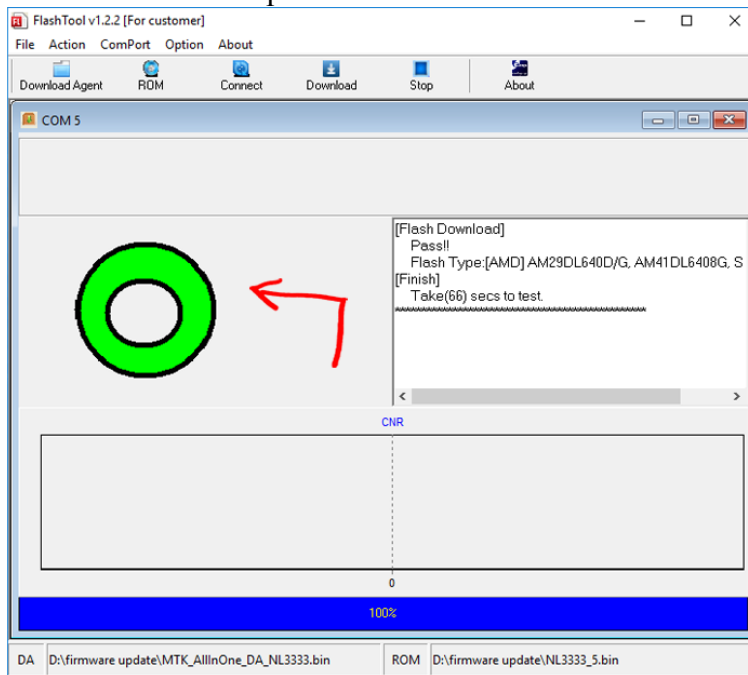 FlashTool v1.2.2 [For customer]
File Action ComPort Option About
Download Agent ROM Connect Download Stop About
COM 5
[Flash Download]
Pass!!
Flash Type:[AMD] AM29DL640D/G, AM41DL6408G, S
[Finish]
Take(66) secs to test.
CNR
0
100%
DA D:\firmware update\MTK_AllInOne_DA_NL3333.bin ROM D:\firmware update\NL3333_5.bin